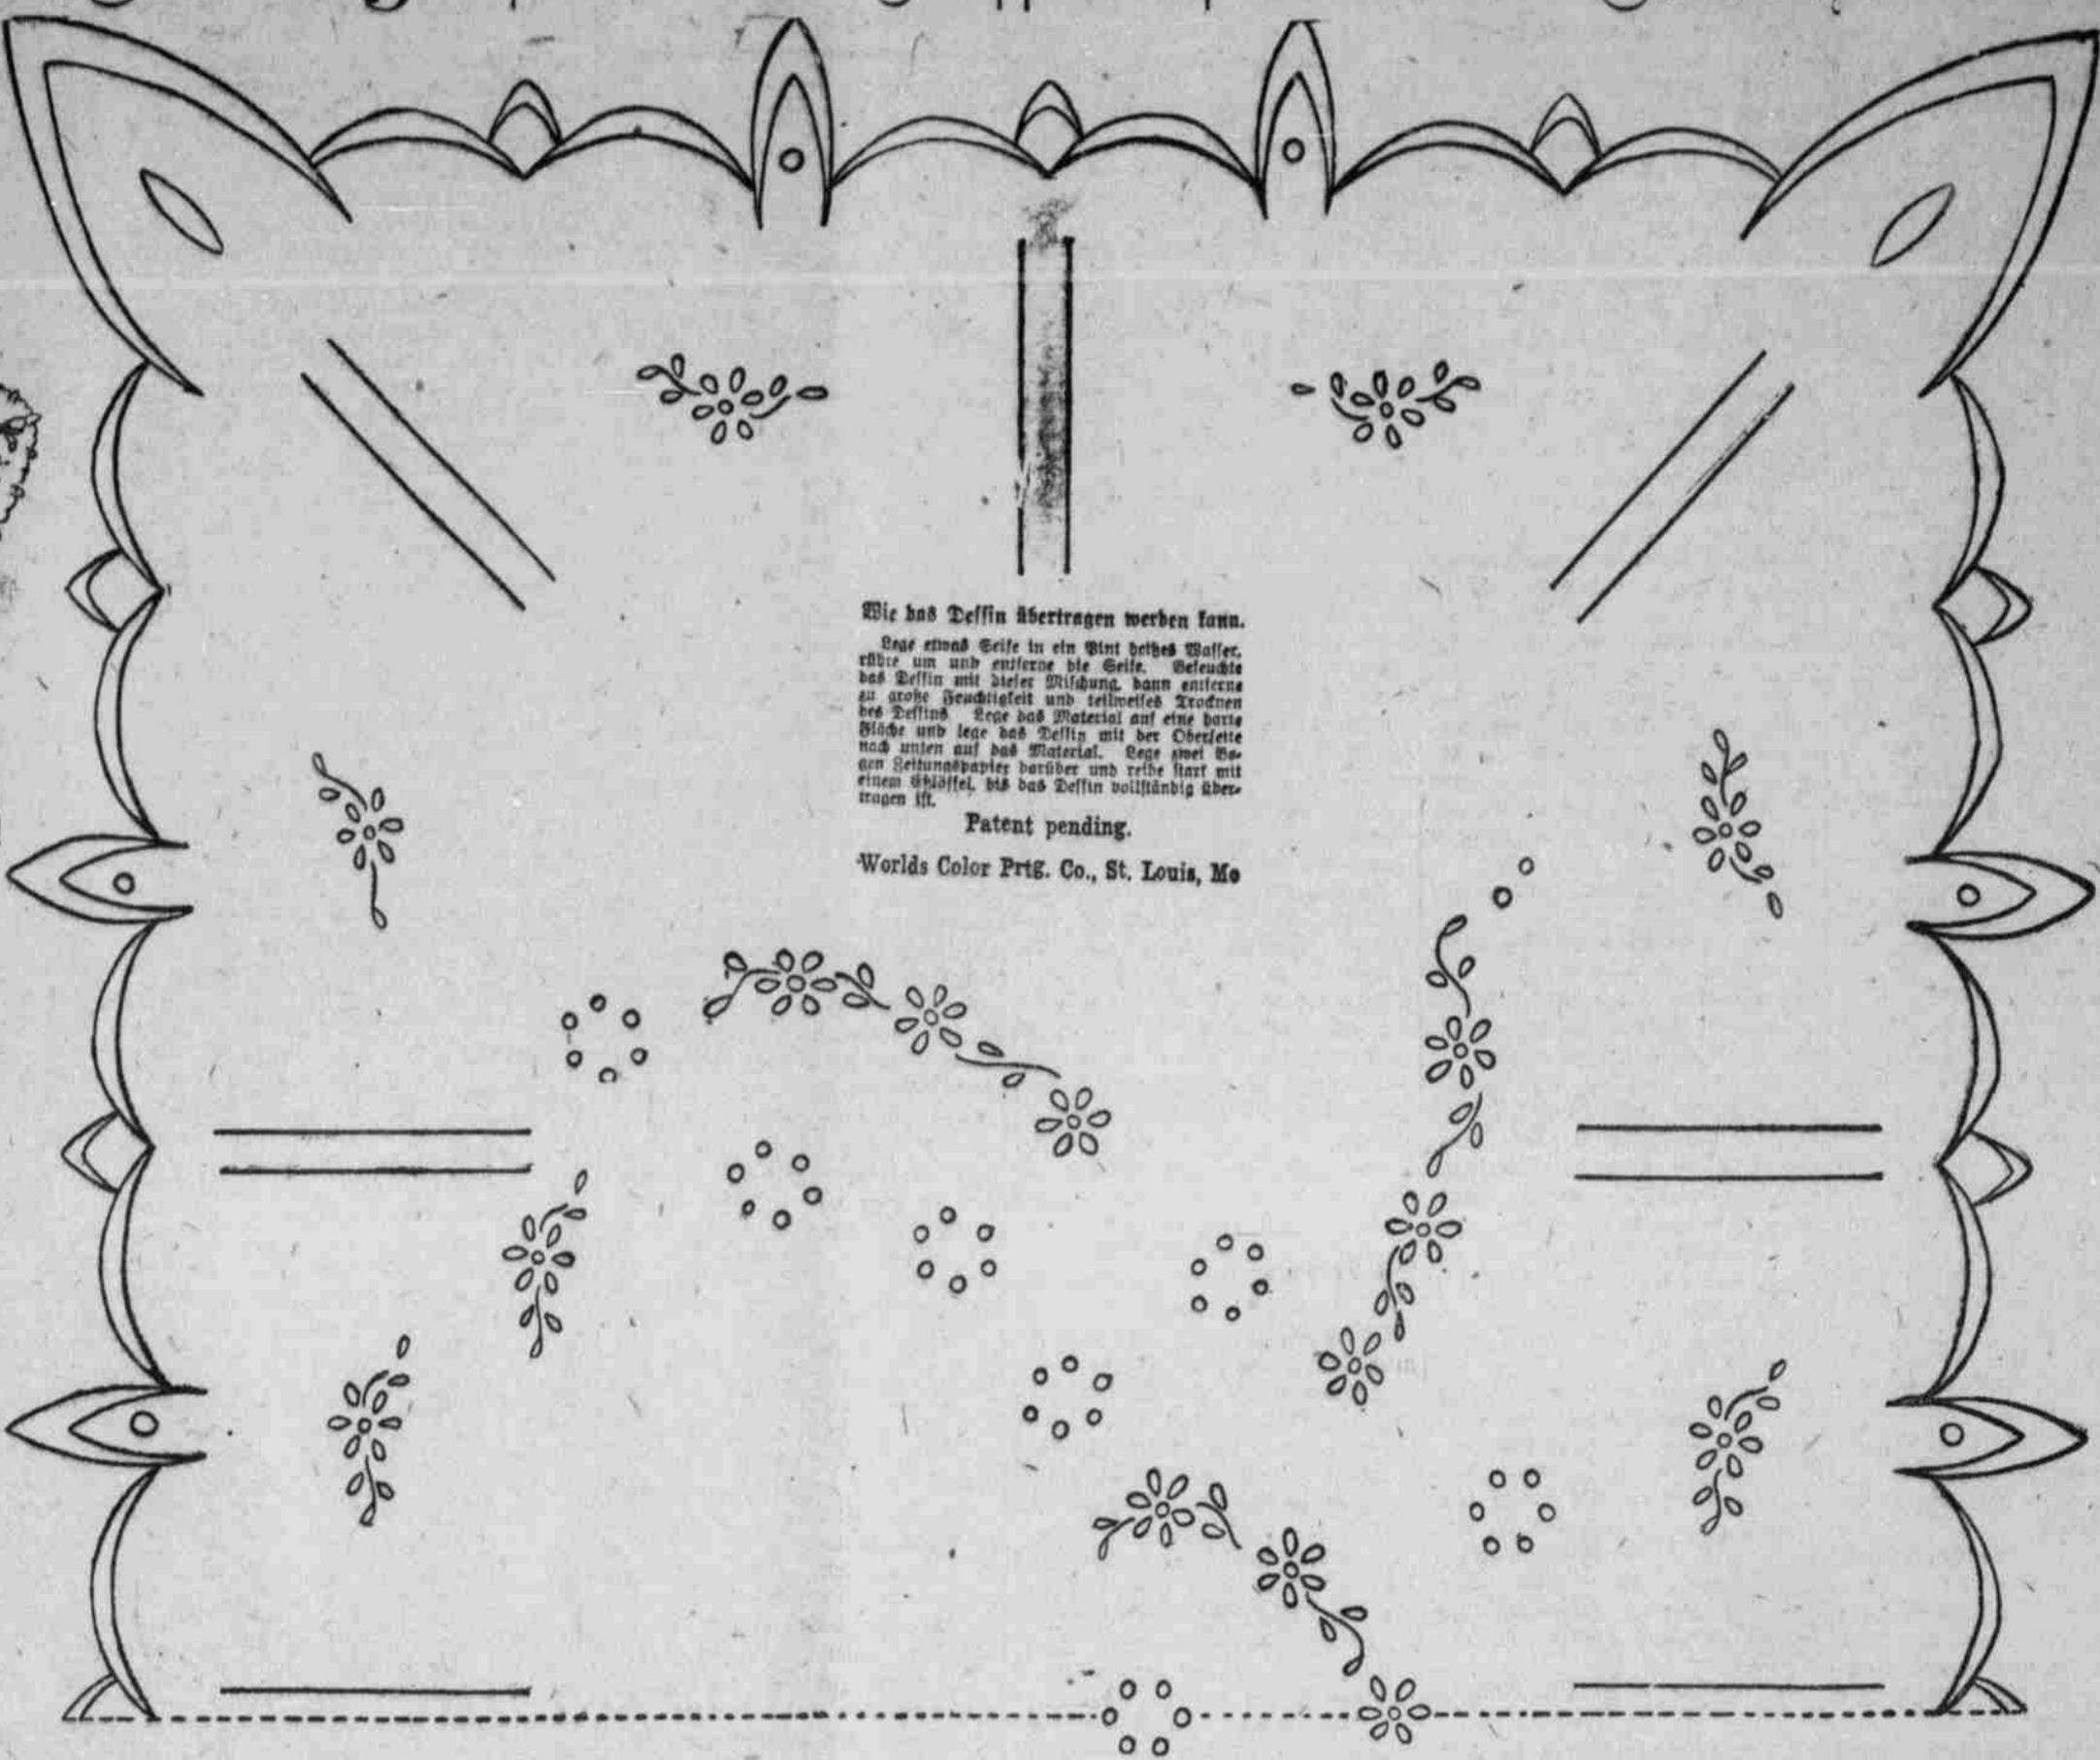 Wie das Dessin übertragen werden kann.
Lege etwas Seife in ein Pint heißes Wasser,
rühre um und entferne die Seife. Befeuchte
das Dessin mit dieser Mischung, dann entferne
zu große Feuchtigkeit und teilweises Trocknen
des Dessins. Lege das Material auf eine harte
Fläche und lege das Dessin mit der Oberseite
nach unten auf das Material. Lege zwei Bo-
gen Zeitungspapier darüber und reibe stark mit
einem Eßlöffel, bis das Dessin vollständig über-
tragen ist.
Patent pending.
Worlds Color Prtg. Co., St. Louis, Mo